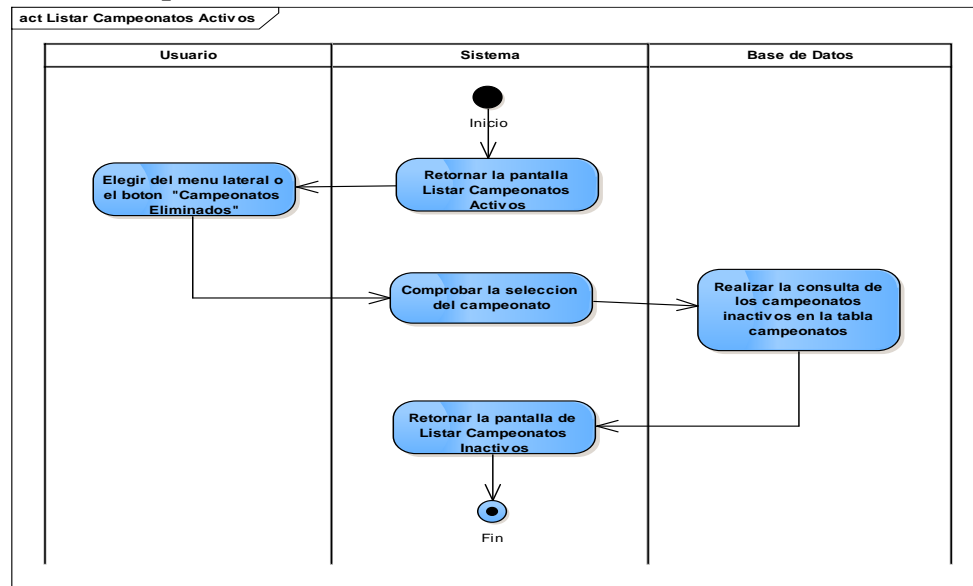 act Listar Campeonatos Activos
Usuario
Sistema
Base de Datos
Inicio
Retornar la pantalla
Listar Campeonatos
Activos
Elegir del menu lateral o
el boton "Campeonatos
Eliminados"
Comprobar la seleccion
del campeonato
Realizar la consulta de
los campeonatos
inactivos en la tabla
campeonatos
Retornar la pantalla de
Listar Campeonatos
Inactivos
Fin